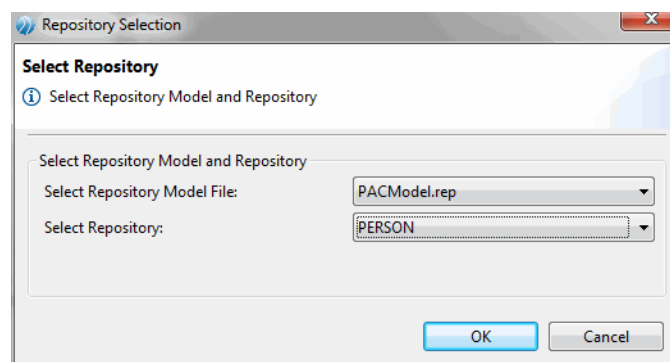 Repository Selection
Select Repository
Select Repository Model and Repository
Select Repository Model and Repository
Select Repository Model File: PACModel.rep
Select Repository: PERSON
OK Cancel